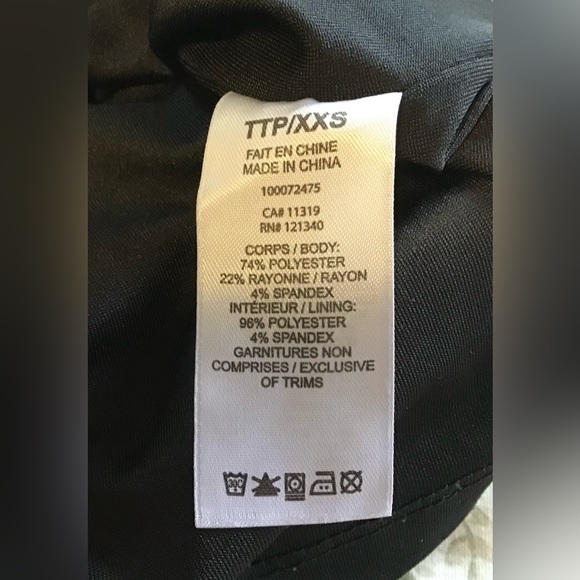 TTP/XXS
FAIT EN CHINE
MADE IN CHINA
100072475
CA# 11319
RN# 121340
CORPS / BODY:
74% POLYESTER
22% RAYONNE / RAYON
4% SPANDEX
INTÉRIEUR / LINING:
96% POLYESTER
4% SPANDEX
GARNITURES NON
COMPRISES / EXCLUSIVE
OF TRIMS
30C